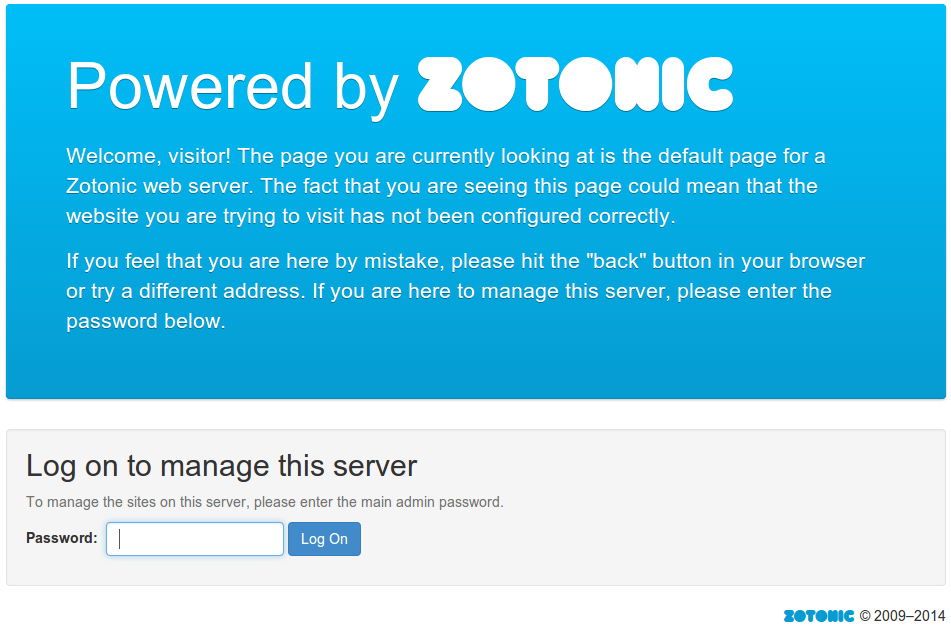 Powered by ZOTONIC
Welcome, visitor! The page you are currently looking at is the default page for a
Zotonic web server. The fact that you are seeing this page could mean that the
website you are trying to visit has not been configured correctly.
If you feel that you are here by mistake, please hit the "back" button in your browser
or try a different address. If you are here to manage this server, please enter the
password below.
Log on to manage this server
To manage the sites on this server, please enter the main admin password.
Password: Log On
ZOTONIC © 2009–2014